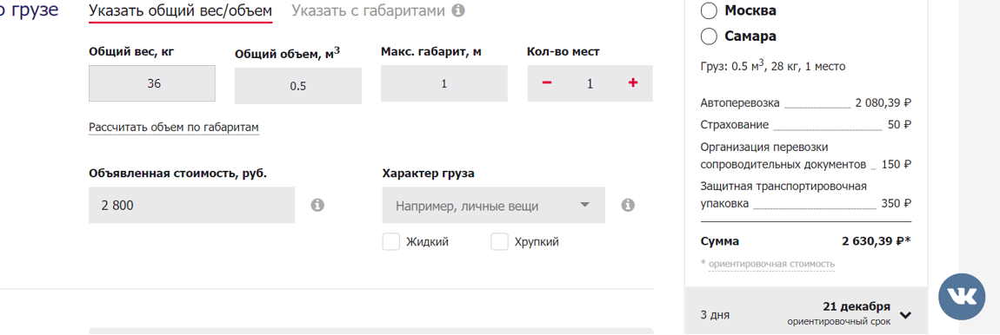 о грузе
Указать общий вес/объем Указать с габаритами
Общий вес, кг Общий объем, м³ Макс. габарит, м Кол-во мест
36 0.5 1 − 1 +
Рассчитать объем по габаритам
Объявленная стоимость, руб. Характер груза
2 800 Например, личные вещи
Жидкий Хрупкий
Москва
Самара
Груз: 0.5 м³, 28 кг, 1 место
Автоперевозка 2 080,39 ₽
Страхование 50 ₽
Организация перевозки
сопроводительных документов 150 ₽
Защитная транспортировочная
упаковка 350 ₽
Сумма 2 630,39 ₽*
* ориентировочная стоимость
3 дня 21 декабря
ориентировочный срок